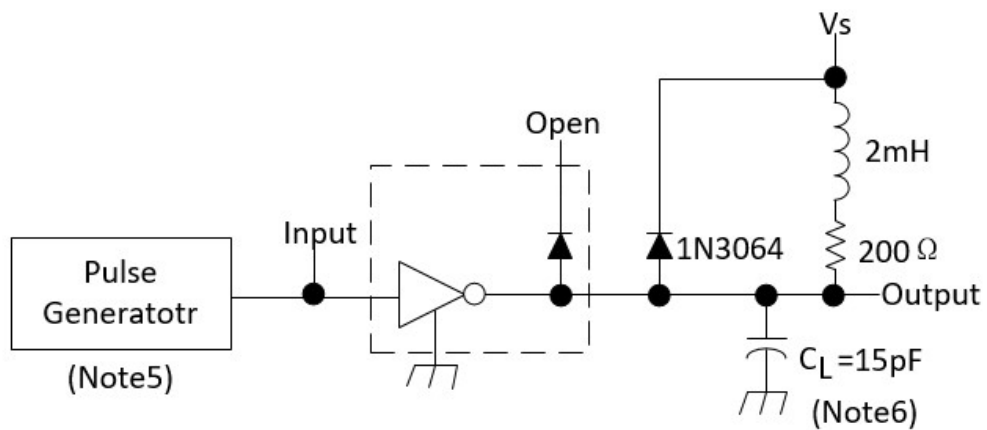 Vs
Open
2mH
Input
1N3064
200 Ω
Pulse
Generatotr
Output
(Note5)
CL=15pF
(Note6)